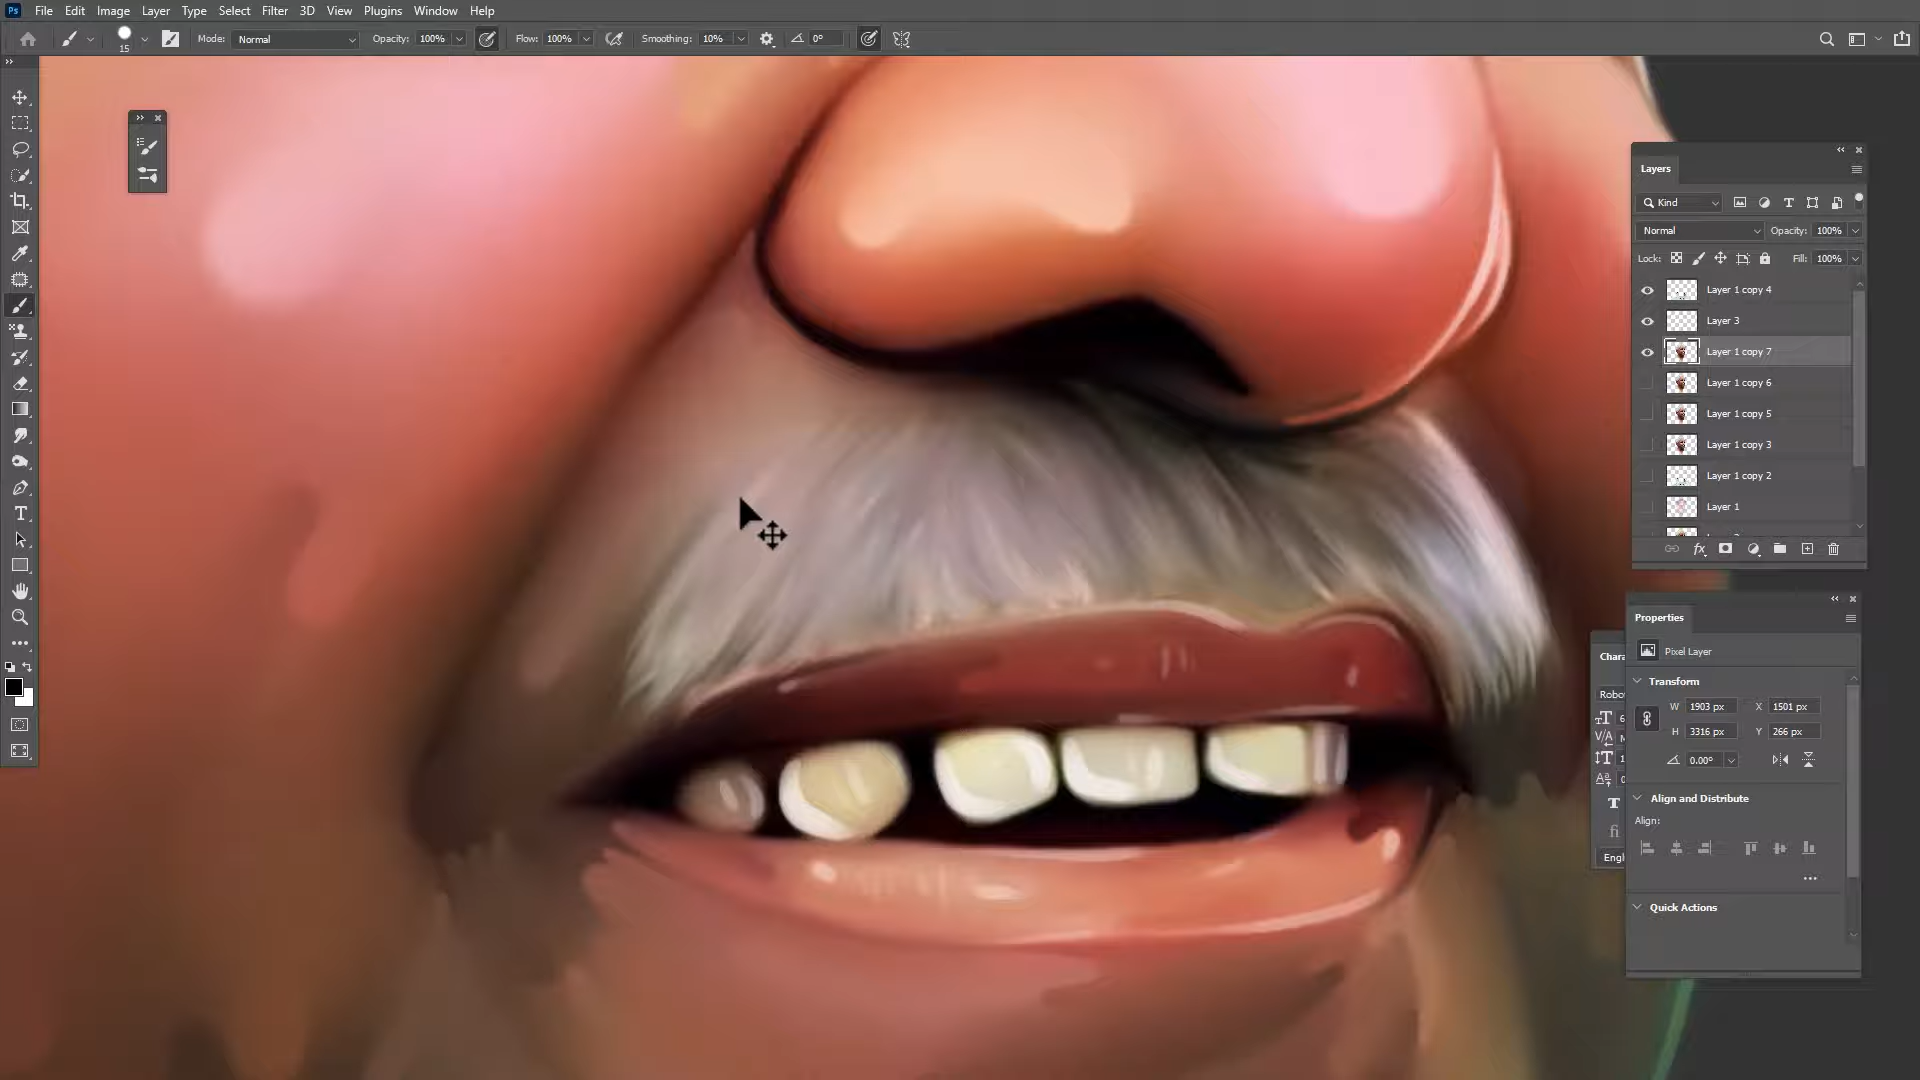 Ps File Edit Image Layer Type Select Filter 3D View Plugins Window Help
15 Mode: Normal Opacity: 100% Flow: 100% Smoothing: 10% 0°
Layers
Kind
Normal Opacity: 100%
Lock: Fill: 100%
Layer 1 copy 4
Layer 3
Layer 1 copy 7
Layer 1 copy 6
Layer 1 copy 5
Layer 1 copy 3
Layer 1 copy 2
Layer 1
fx
Properties
Pixel Layer
Transform
W 1903 px X 1501 px
H 3316 px Y 266 px
0.00°
Align and Distribute
Align:
Quick Actions
Chara
Robo
Engl